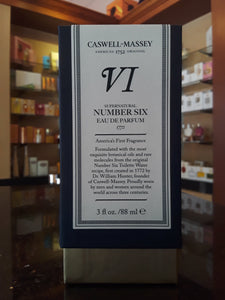 CASWELL-MASSEY
AMERICAN 1752 ORIGINAL
VI
SUPERNATURAL
NUMBER SIX
EAU DE PARFUM
America's First Fragrance
Formulated with the most
exquisite botanical oils and raw
molecules from the original
Number Six Toilette Water
recipe, first created in 1772 by
Dr. William Hunter, founder
of Caswell-Massey. Proudly worn
by men and women around the
world across three centuries.
3 fl oz. /88 ml ℮